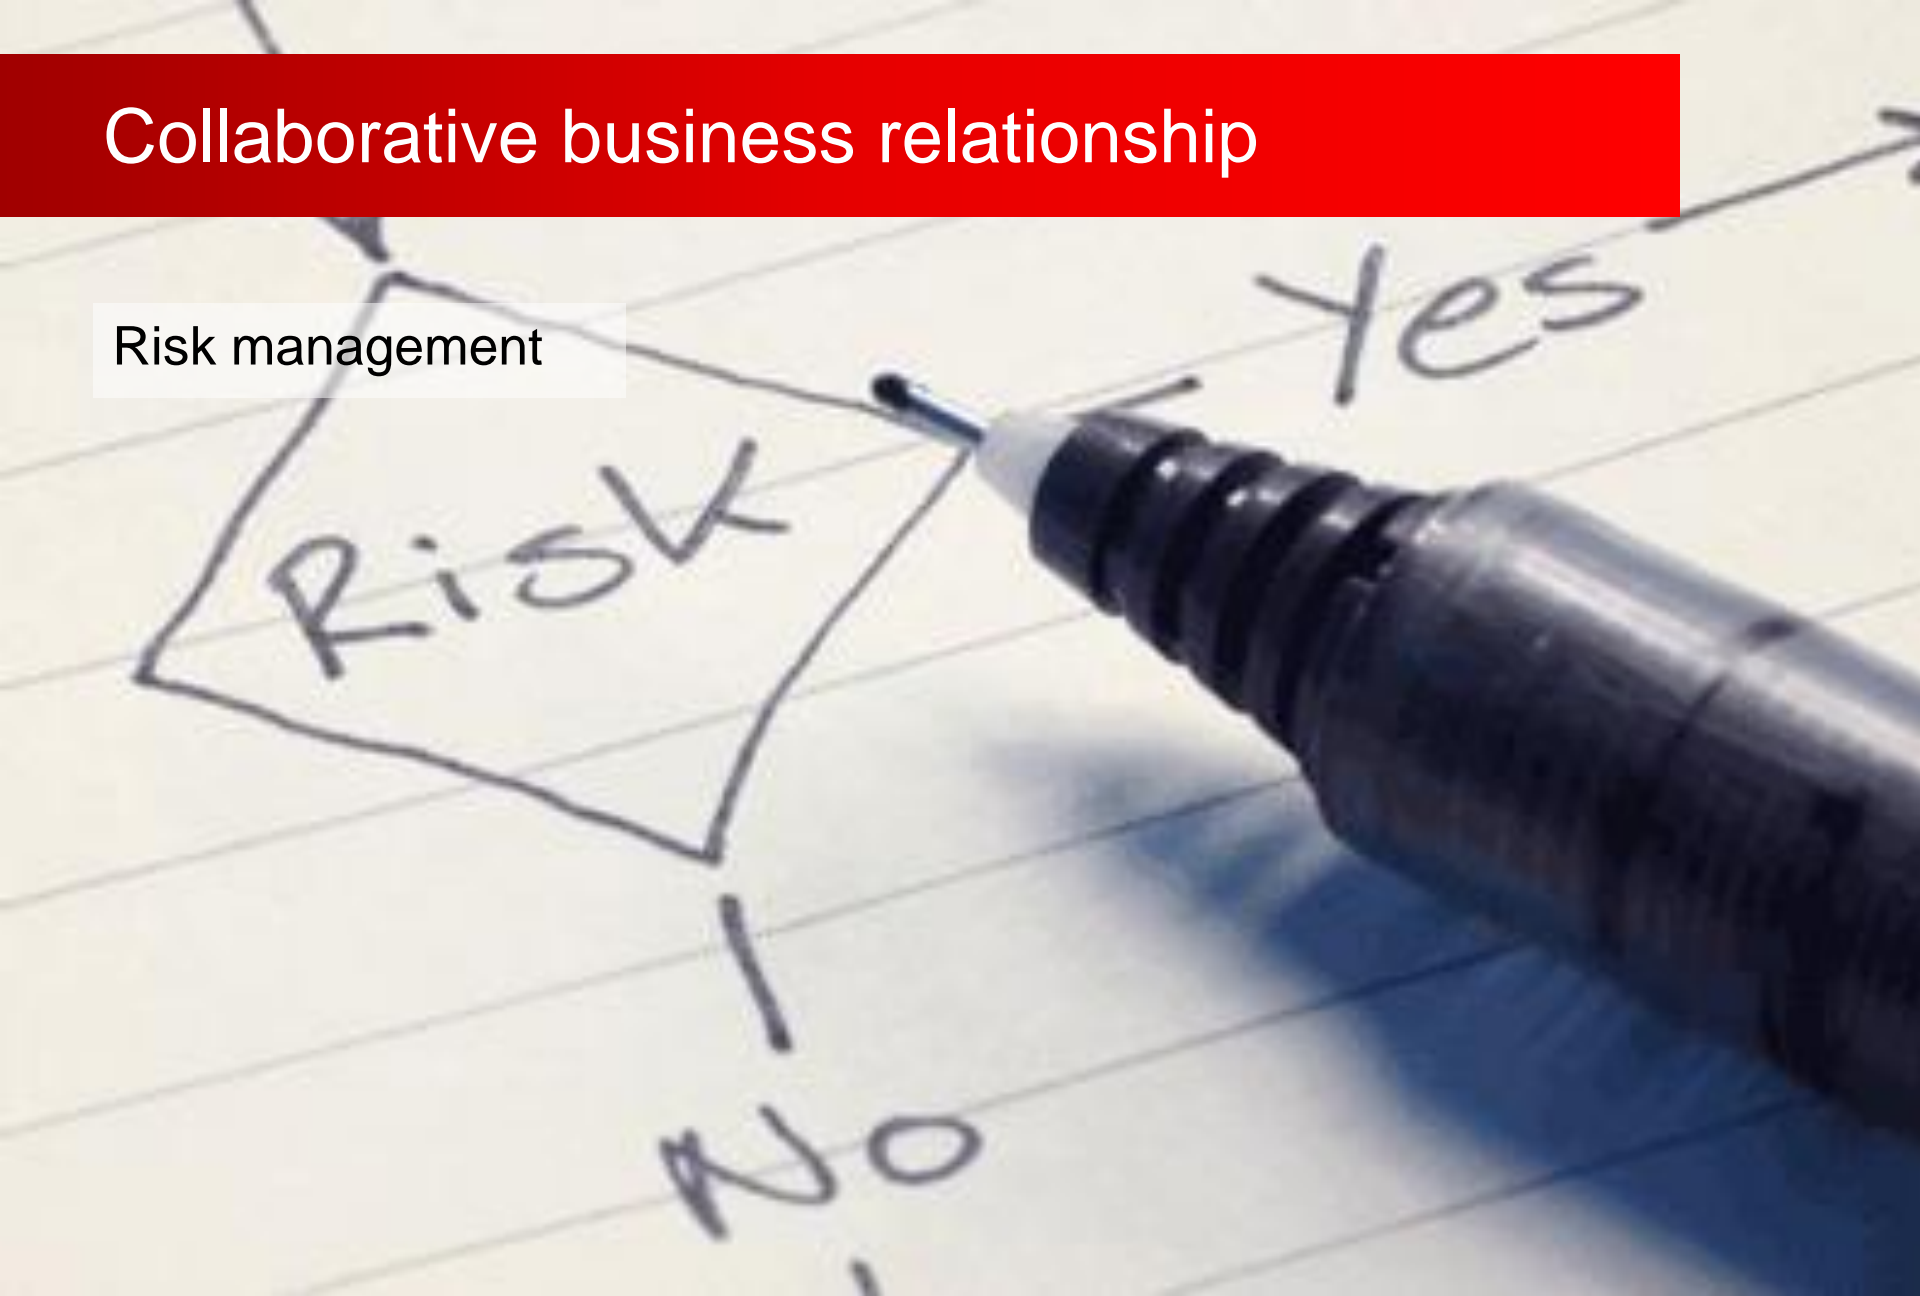 Collaborative business relationship
Risk management
Yes
Risk
No